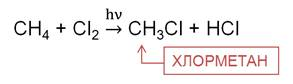 CH₄ + Cl₂ hν→ CH₃Cl + HCl
ХЛОРМЕТАН